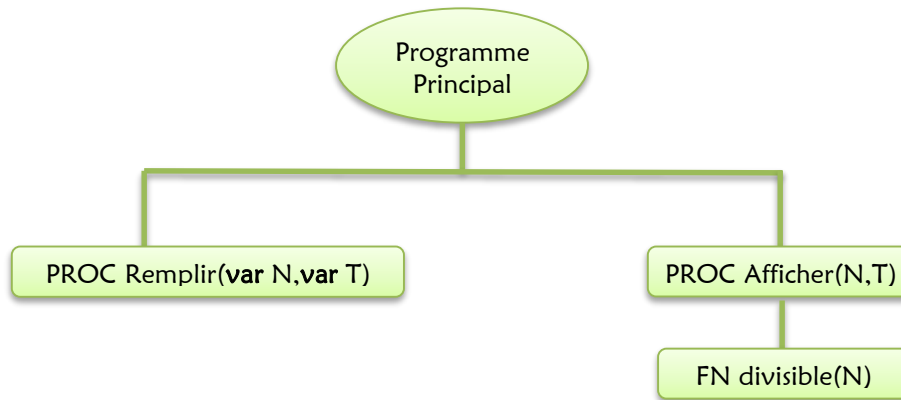 Programme
Principal
PROC Remplir(var N,var T)
PROC Afficher(N,T)
FN divisible(N)